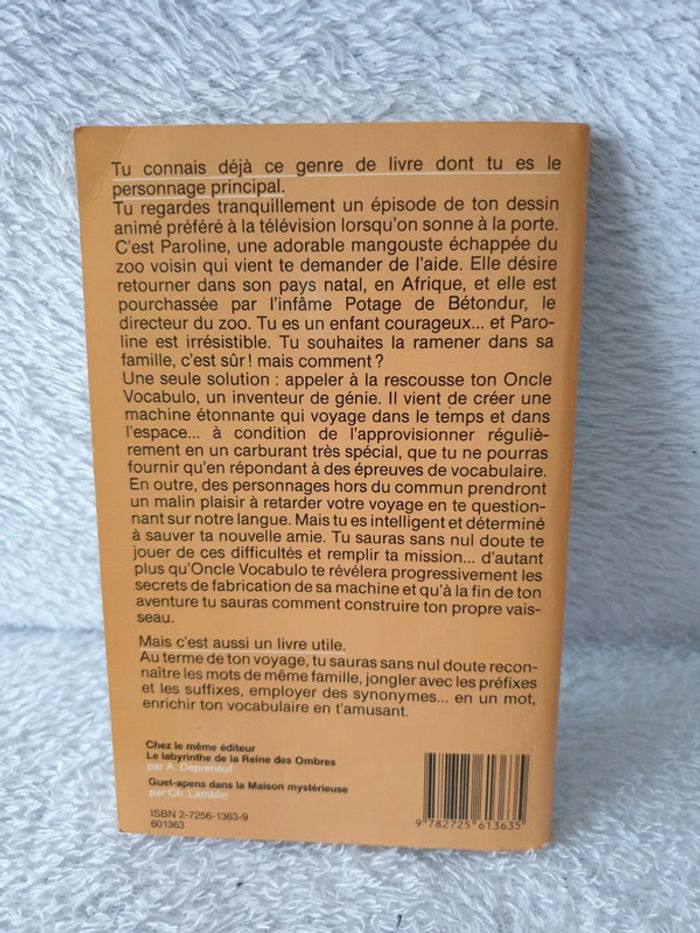 Tu connais déjà ce genre de livre dont tu es le
personnage principal.
Tu regardes tranquillement un épisode de ton dessin
animé préféré à la télévision lorsqu'on sonne à la porte.
C'est Paroline, une adorable mangouste échappée du
zoo voisin qui vient te demander de l'aide. Elle désire
retourner dans son pays natal, en Afrique, et elle est
pourchassée par l'infâme Potage de Bétondur, le
directeur du zoo. Tu es un enfant courageux... et Paro-
line est irrésistible. Tu souhaites la ramener dans sa
famille, c'est sûr! mais comment?
Une seule solution : appeler à la rescousse ton Oncle
Vocabulo, un inventeur de génie. Il vient de créer une
machine étonnante qui voyage dans le temps et dans
l'espace... à condition de l'approvisionner réguliè-
rement en un carburant très spécial, que tu ne pourras
fournir qu'en répondant à des épreuves de vocabulaire.
En outre, des personnages hors du commun prendront
un malin plaisir à retarder votre voyage en te question-
nant sur notre langue. Mais tu es intelligent et déterminé
à sauver ta nouvelle amie. Tu sauras sans nul doute te
jouer de ces difficultés et remplir ta mission... d'autant
plus qu'Oncle Vocabulo te révélera progressivement les
secrets de fabrication de sa machine et qu'à la fin de ton
aventure tu sauras comment construire ton propre vais-
seau.
Mais c'est aussi un livre utile.
Au terme de ton voyage, tu sauras sans nul doute recon-
naître les mots de même famille, jongler avec les préfixes
et les suffixes, employer des synonymes... en un mot,
enrichir ton vocabulaire en t'amusant.
Chez le même éditeur
Le labyrinthe de la Reine des Ombres
par A. Depreneuf
Guet-apens dans la Maison mystérieuse
par Ch. Lamblin
ISBN 2-7256-1363-9
601363
9 782725 613635